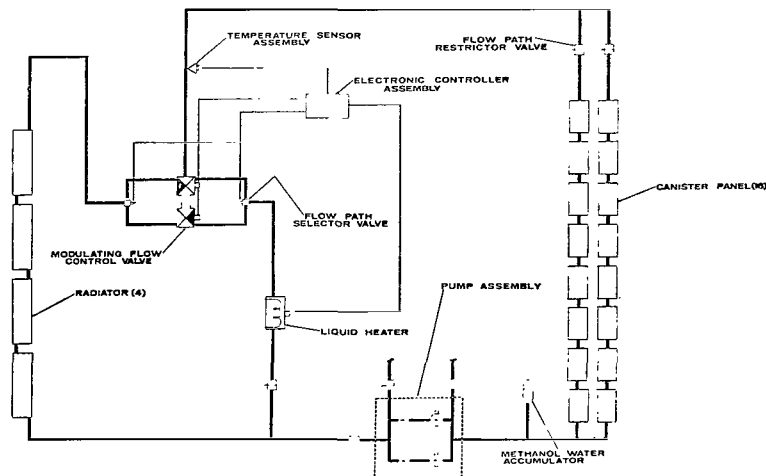 TEMPERATURE SENSOR
ASSEMBLY
FLOW PATH
RESTRICTOR VALVE
ELECTRONIC CONTROLLER
ASSEMBLY
CANISTER PANEL(16)
FLOW PATH
SELECTOR VALVE
MODULATING FLOW
CONTROL VALVE
RADIATOR (4)
PUMP ASSEMBLY
LIQUID HEATER
METHANOL WATER
ACCUMULATOR